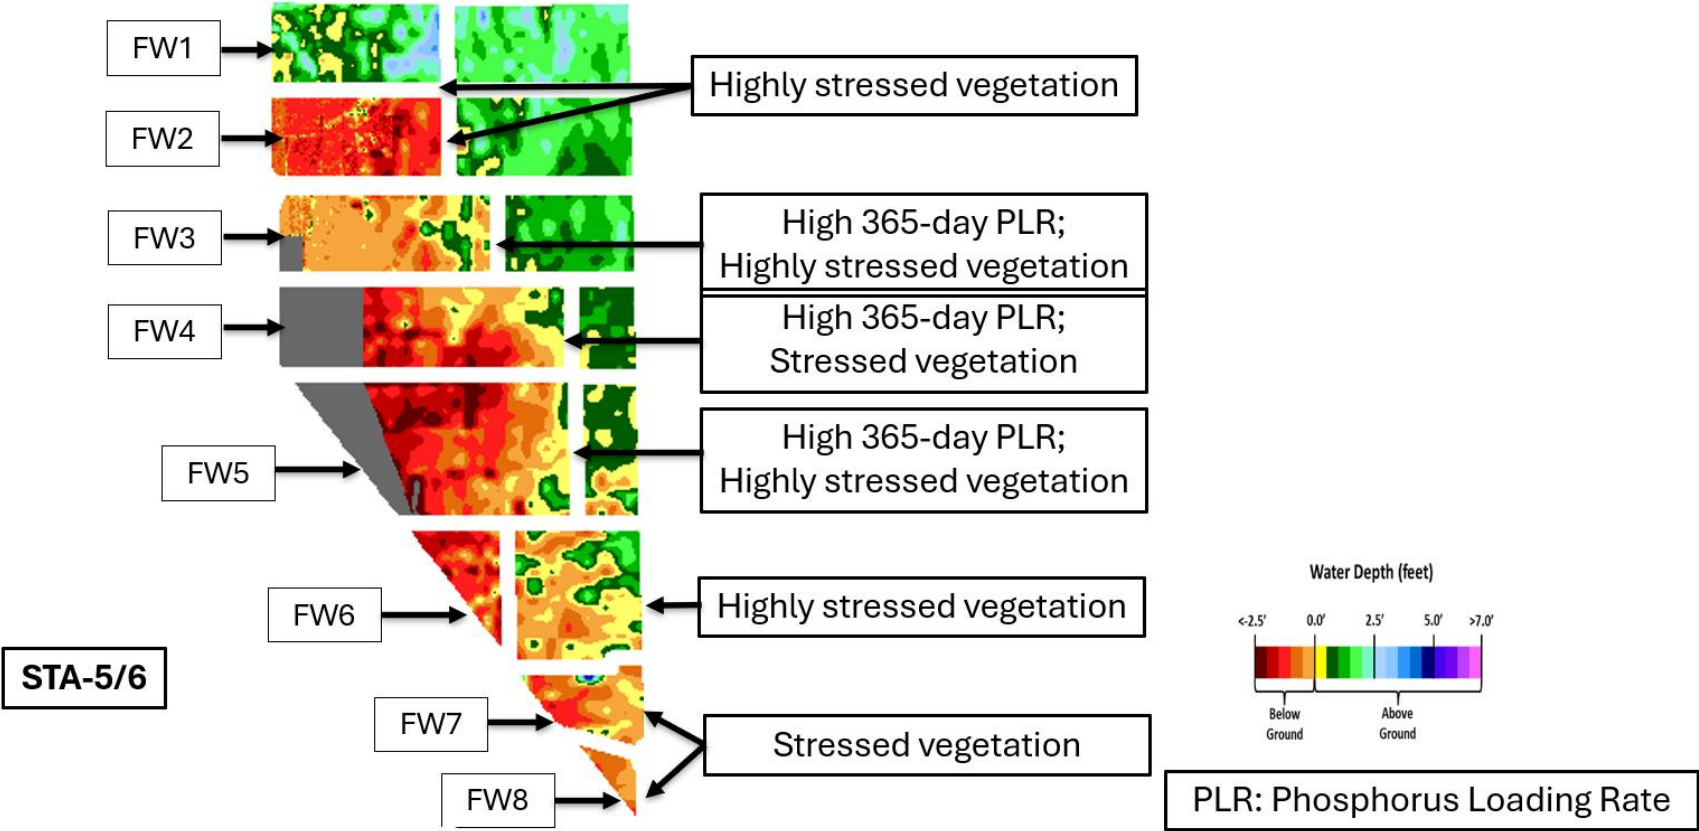 FW1
Highly stressed vegetation
FW2
FW3
High 365-day PLR;
Highly stressed vegetation
FW4
High 365-day PLR;
Stressed vegetation
FW5
High 365-day PLR;
Highly stressed vegetation
FW6
Highly stressed vegetation
STA-5/6
FW7
Stressed vegetation
FW8
Water Depth (feet)
<-2.5' 0.0' 2.5' 5.0' >7.0'
Below Ground
Above Ground
PLR: Phosphorus Loading Rate